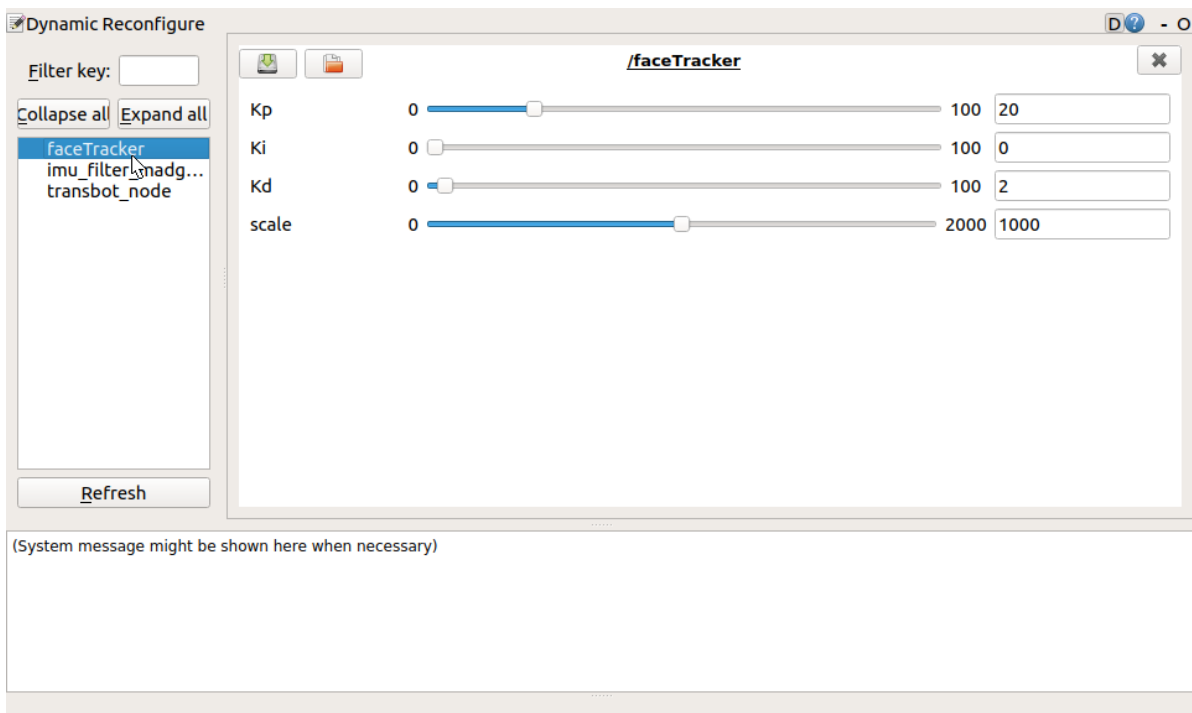 Dynamic Reconfigure
D ? - O
Filter key:
Collapse all Expand all
faceTracker
imu_filter_madg...
transbot_node
Refresh
/faceTracker
Kp 0 100 20
Ki 0 100 0
Kd 0 100 2
scale 0 2000 1000
(System message might be shown here when necessary)